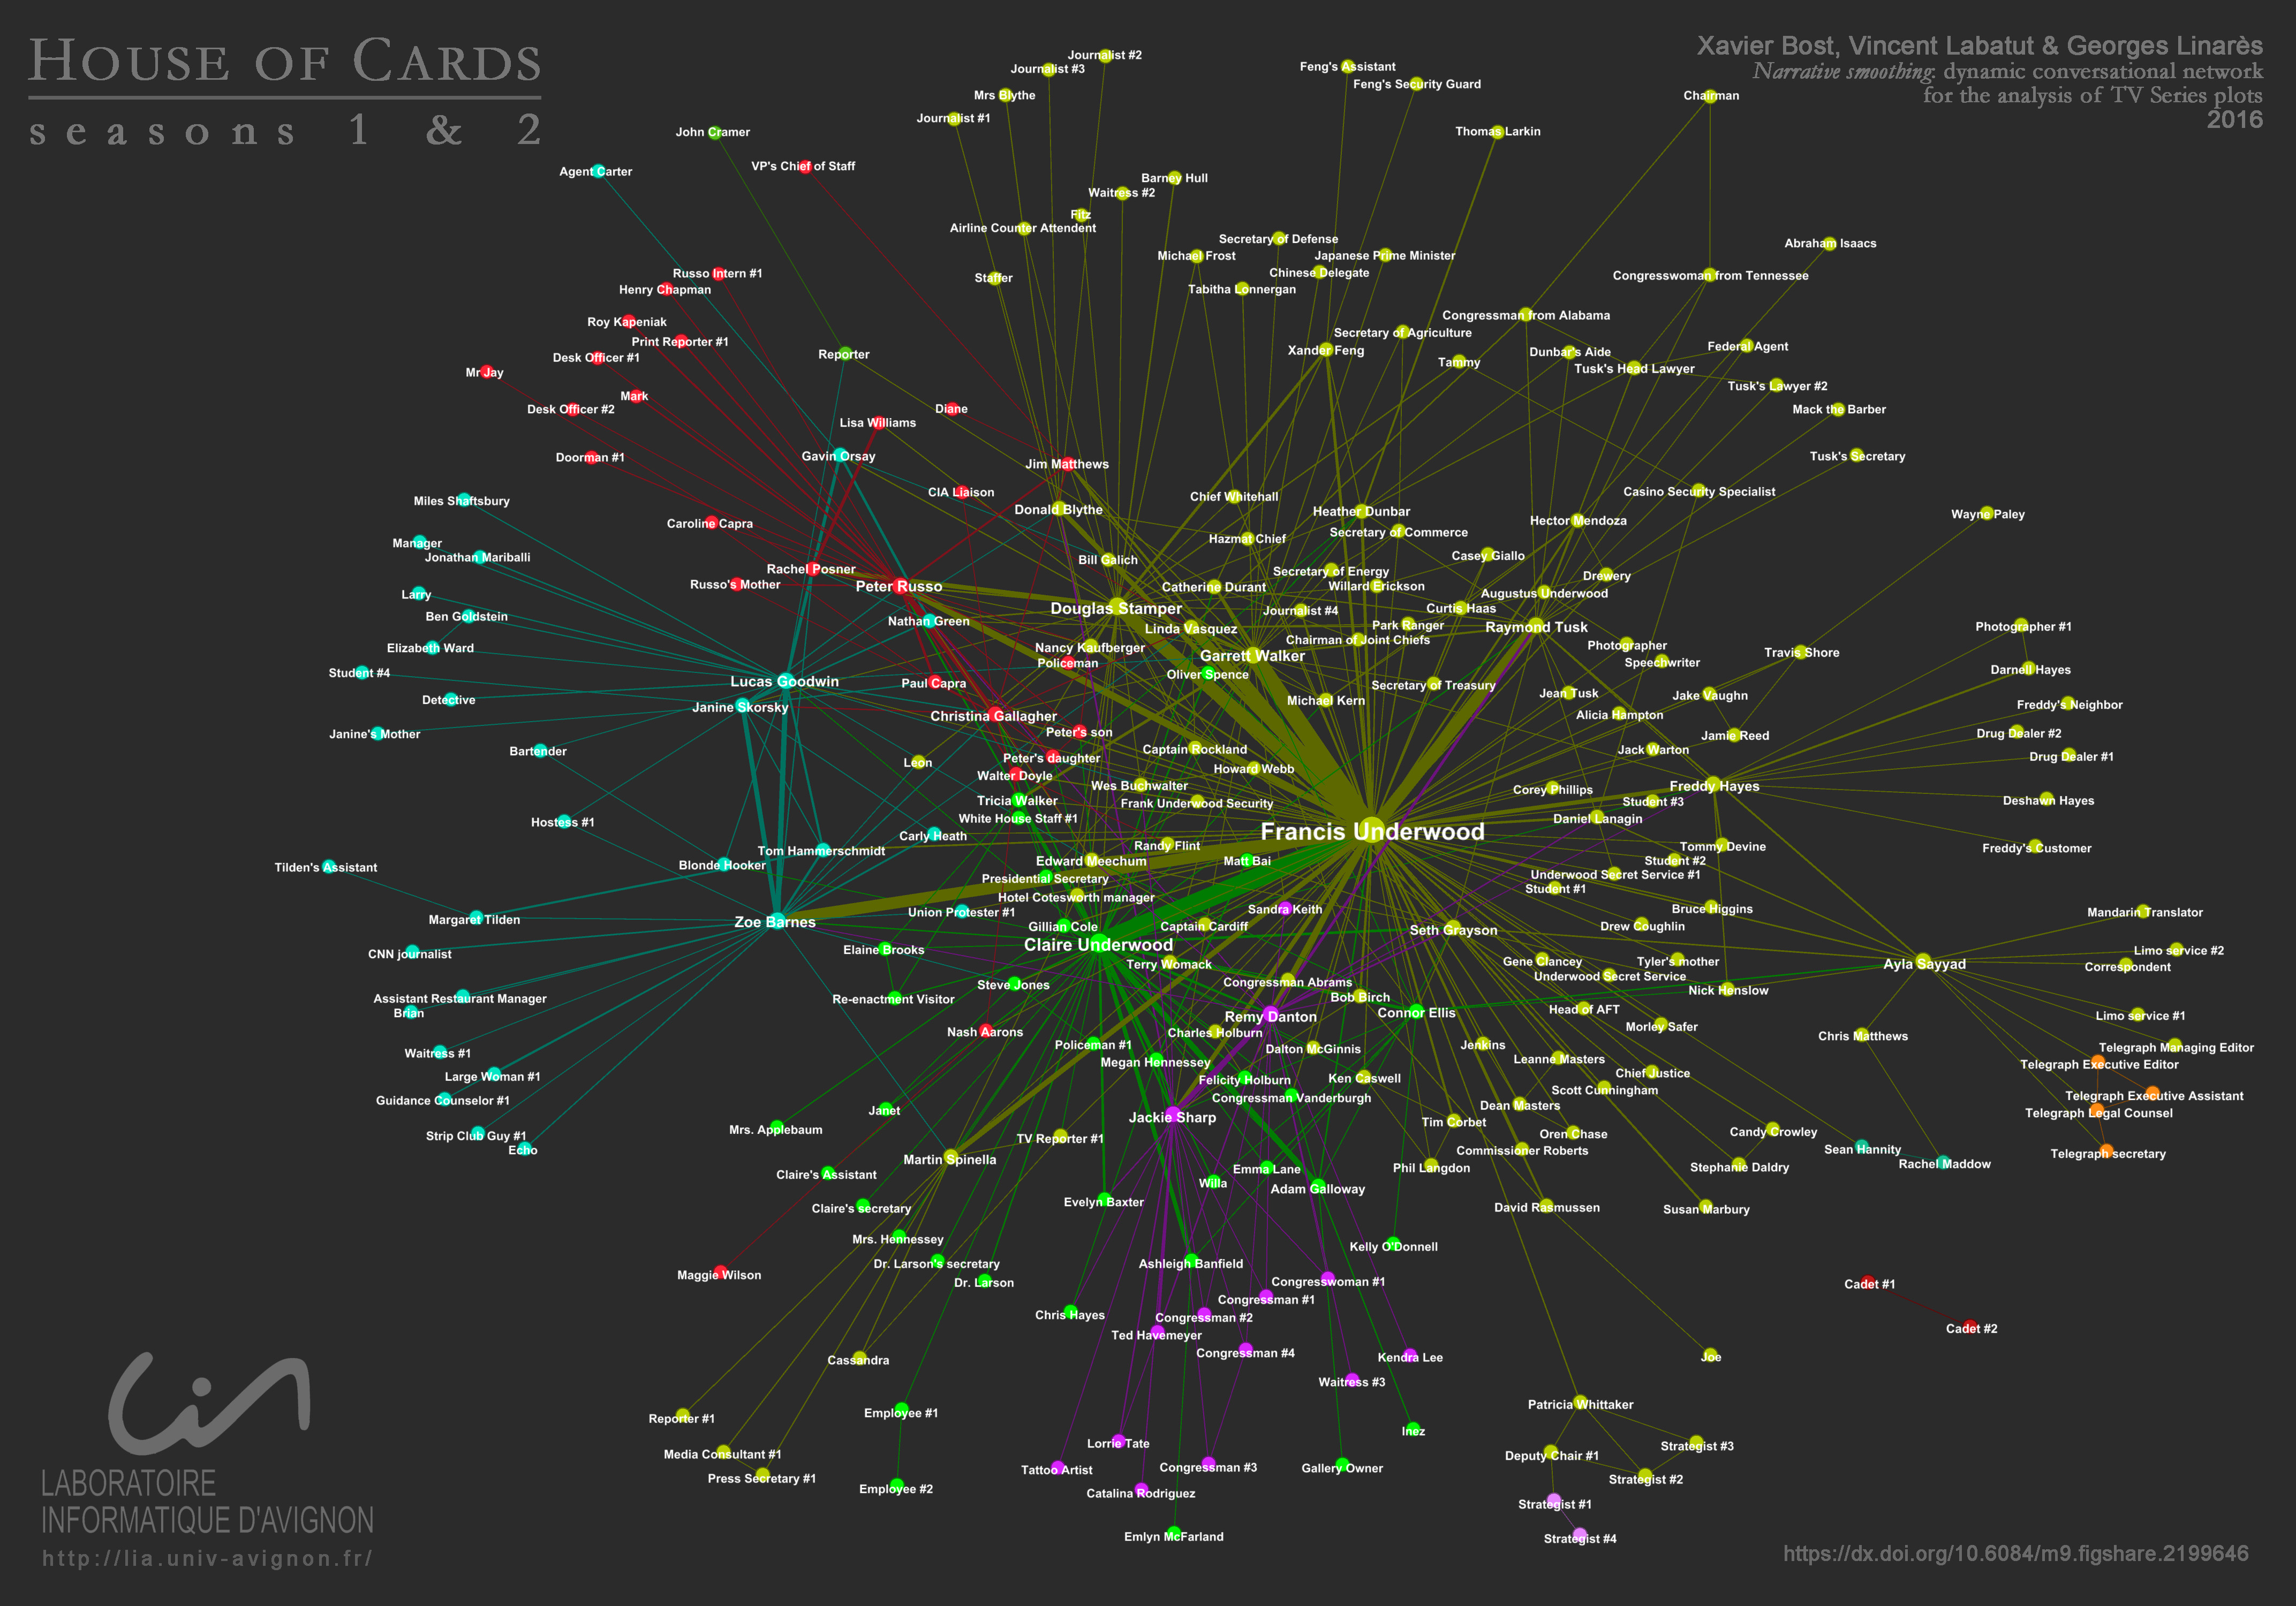 HOUSE OF CARDS
seasons 1 & 2
Xavier Bost, Vincent Labatut & Georges Linarès
Narrative smoothing: dynamic conversational network
for the analysis of TV Series plots
2016
Journalist #2
Journalist #3
Feng's Assistant
Feng's Security Guard
Mrs Blythe
Chairman
Journalist #1
John Cramer
Thomas Larkin
VP's Chief of Staff
Agent Carter
Barney Hull
Waitress #2
Fitz
Airline Counter Attendent
Secretary of Defense
Abraham Isaacs
Michael Frost
Japanese Prime Minister
Russo Intern #1
Chinese Delegate
Congresswoman from Tennessee
Staffer
Henry Chapman
Tabitha Lonnergan
Congressman from Alabama
Roy Kapeniak
Secretary of Agriculture
Print Reporter #1
Federal Agent
Reporter
Xander Feng
Dunbar's Aide
Desk Officer #1
Tammy
Tusk's Head Lawyer
Mr Jay
Tusk's Lawyer #2
Mark
Desk Officer #2
Diane
Mack the Barber
Lisa Williams
Doorman #1
Gavin Orsay
Tusk's Secretary
Jim Matthews
CIA Liaison
Casino Security Specialist
Miles Shaftsbury
Chief Whitehall
Donald Blythe
Heather Dunbar
Wayne Paley
Caroline Capra
Hector Mendoza
Secretary of Commerce
Manager
Hazmat Chief
Jonathan Mariballi
Casey Giallo
Bill Galich
Rachel Posner
Secretary of Energy
Drewery
Russo's Mother
Peter Russo
Catherine Durant
Willard Erickson
Larry
Augustus Underwood
Douglas Stamper
Journalist #4
Curtis Haas
Ben Goldstein
Nathan Green
Linda Vasquez
Park Ranger
Raymond Tusk
Photographer #1
Chairman of Joint Chiefs
Elizabeth Ward
Nancy Kaufberger
Photographer
Garrett Walker
Travis Shore
Policeman
Speechwriter
Darnell Hayes
Student #4
Oliver Spence
Lucas Goodwin
Paul Capra
Secretary of Treasury
Jean Tusk
Jake Vaughn
Detective
Janine Skorsky
Michael Kern
Freddy's Neighbor
Christina Gallagher
Alicia Hampton
Janine's Mother
Peter's son
Drug Dealer #2
Jamie Reed
Bartender
Captain Rockland
Jack Warton
Peter's daughter
Drug Dealer #1
Leon
Howard Webb
Walter Doyle
Wes Buchwalter
Freddy Hayes
Corey Phillips
Tricia Walker
Frank Underwood Security
Student #3
Deshawn Hayes
White House Staff #1
Daniel Lanagin
Hostess #1
Francis Underwood
Carly Heath
Randy Flint
Tommy Devine
Freddy's Customer
Tom Hammerschmidt
Edward Meechum
Matt Bai
Student #2
Blonde Hooker
Tilden's Assistant
Presidential Secretary
Underwood Secret Service #1
Student #1
Hotel Cotesworth manager
Bruce Higgins
Union Protester #1
Sandra Keith
Mandarin Translator
Margaret Tilden
Zoe Barnes
Gillian Cole
Captain Cardiff
Drew Coughlin
Seth Grayson
Claire Underwood
Elaine Brooks
Limo service #2
CNN journalist
Terry Womack
Gene Clancey
Tyler's mother
Ayla Sayyad
Correspondent
Underwood Secret Service
Steve Jones
Congressman Abrams
Nick Henslow
Assistant Restaurant Manager
Re-enactment Visitor
Bob Birch
Brian
Remy Danton
Connor Ellis
Head of AFT
Limo service #1
Nash Aarons
Charles Holburn
Morley Safer
Chris Matthews
Policeman #1
Dalton McGinnis
Jenkins
Telegraph Managing Editor
Waitress #1
Megan Hennessey
Leanne Masters
Telegraph Executive Editor
Large Woman #1
Felicity Holburn
Ken Caswell
Chief Justice
Scott Cunningham
Congressman Vanderburgh
Telegraph Executive Assistant
Guidance Counselor #1
Dean Masters
Janet
Jackie Sharp
Telegraph Legal Counsel
Tim Corbet
Mrs. Applebaum
Strip Club Guy #1
TV Reporter #1
Oren Chase
Candy Crowley
Echo
Commissioner Roberts
Sean Hannity
Martin Spinella
Telegraph secretary
Emma Lane
Phil Langdon
Stephanie Daldry
Rachel Maddow
Claire's Assistant
Willa
Adam Galloway
Evelyn Baxter
Claire's secretary
David Rasmussen
Susan Marbury
Mrs. Hennessey
Kelly O'Donnell
Dr. Larson's secretary
Ashleigh Banfield
Maggie Wilson
Dr. Larson
Congresswoman #1
Cadet #1
Congressman #1
Chris Hayes
Congressman #2
Cadet #2
Ted Havemeyer
Congressman #4
Kendra Lee
Joe
Cassandra
Waitress #3
Patricia Whittaker
Reporter #1
Employee #1
Inez
Lorrie Tate
Strategist #3
Media Consultant #1
Deputy Chair #1
Tattoo Artist
Congressman #3
Gallery Owner
Press Secretary #1
Strategist #2
Employee #2
Catalina Rodriguez
Strategist #1
Emlyn McFarland
Strategist #4
LABORATOIRE
INFORMATIQUE D'AVIGNON
http://lia.univ-avignon.fr/
https://dx.doi.org/10.6084/m9.figshare.2199646